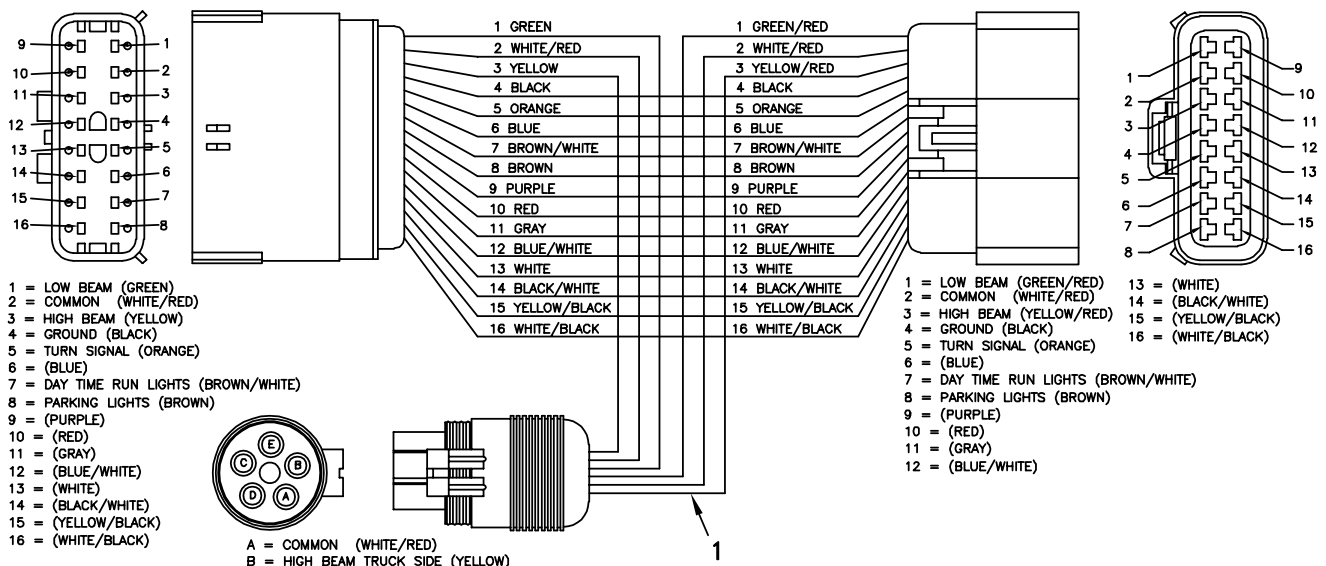 9
10
11
12
13
14
15
16
1
2
3
4
5
6
7
8
1 GREEN
2 WHITE/RED
3 YELLOW
4 BLACK
5 ORANGE
6 BLUE
7 BROWN/WHITE
8 BROWN
9 PURPLE
10 RED
11 GRAY
12 BLUE/WHITE
13 WHITE
14 BLACK/WHITE
15 YELLOW/BLACK
16 WHITE/BLACK
1 GREEN/RED
2 WHITE/RED
3 YELLOW/RED
4 BLACK
5 ORANGE
6 BLUE
7 BROWN/WHITE
8 BROWN
9 PURPLE
10 RED
11 GRAY
12 BLUE/WHITE
13 WHITE
14 BLACK/WHITE
15 YELLOW/BLACK
16 WHITE/BLACK
1
2
3
4
5
6
7
8
9
10
11
12
13
14
15
16
1 = LOW BEAM (GREEN)
2 = COMMON (WHITE/RED)
3 = HIGH BEAM (YELLOW)
4 = GROUND (BLACK)
5 = TURN SIGNAL (ORANGE)
6 = (BLUE)
7 = DAY TIME RUN LIGHTS (BROWN/WHITE)
8 = PARKING LIGHTS (BROWN)
9 = (PURPLE)
10 = (RED)
11 = (GRAY)
12 = (BLUE/WHITE)
13 = (WHITE)
14 = (BLACK/WHITE)
15 = (YELLOW/BLACK)
16 = (WHITE/BLACK)
1 = LOW BEAM (GREEN/RED)
2 = COMMON (WHITE/RED)
3 = HIGH BEAM (YELLOW/RED)
4 = GROUND (BLACK)
5 = TURN SIGNAL (ORANGE)
6 = (BLUE)
7 = DAY TIME RUN LIGHTS (BROWN/WHITE)
8 = PARKING LIGHTS (BROWN)
9 = (PURPLE)
10 = (RED)
11 = (GRAY)
12 = (BLUE/WHITE)
13 = (WHITE)
14 = (BLACK/WHITE)
15 = (YELLOW/BLACK)
16 = (WHITE/BLACK)
E
C
B
D
A
1
A = COMMON (WHITE/RED)
B = HIGH BEAM TRUCK SIDE (YELLOW)